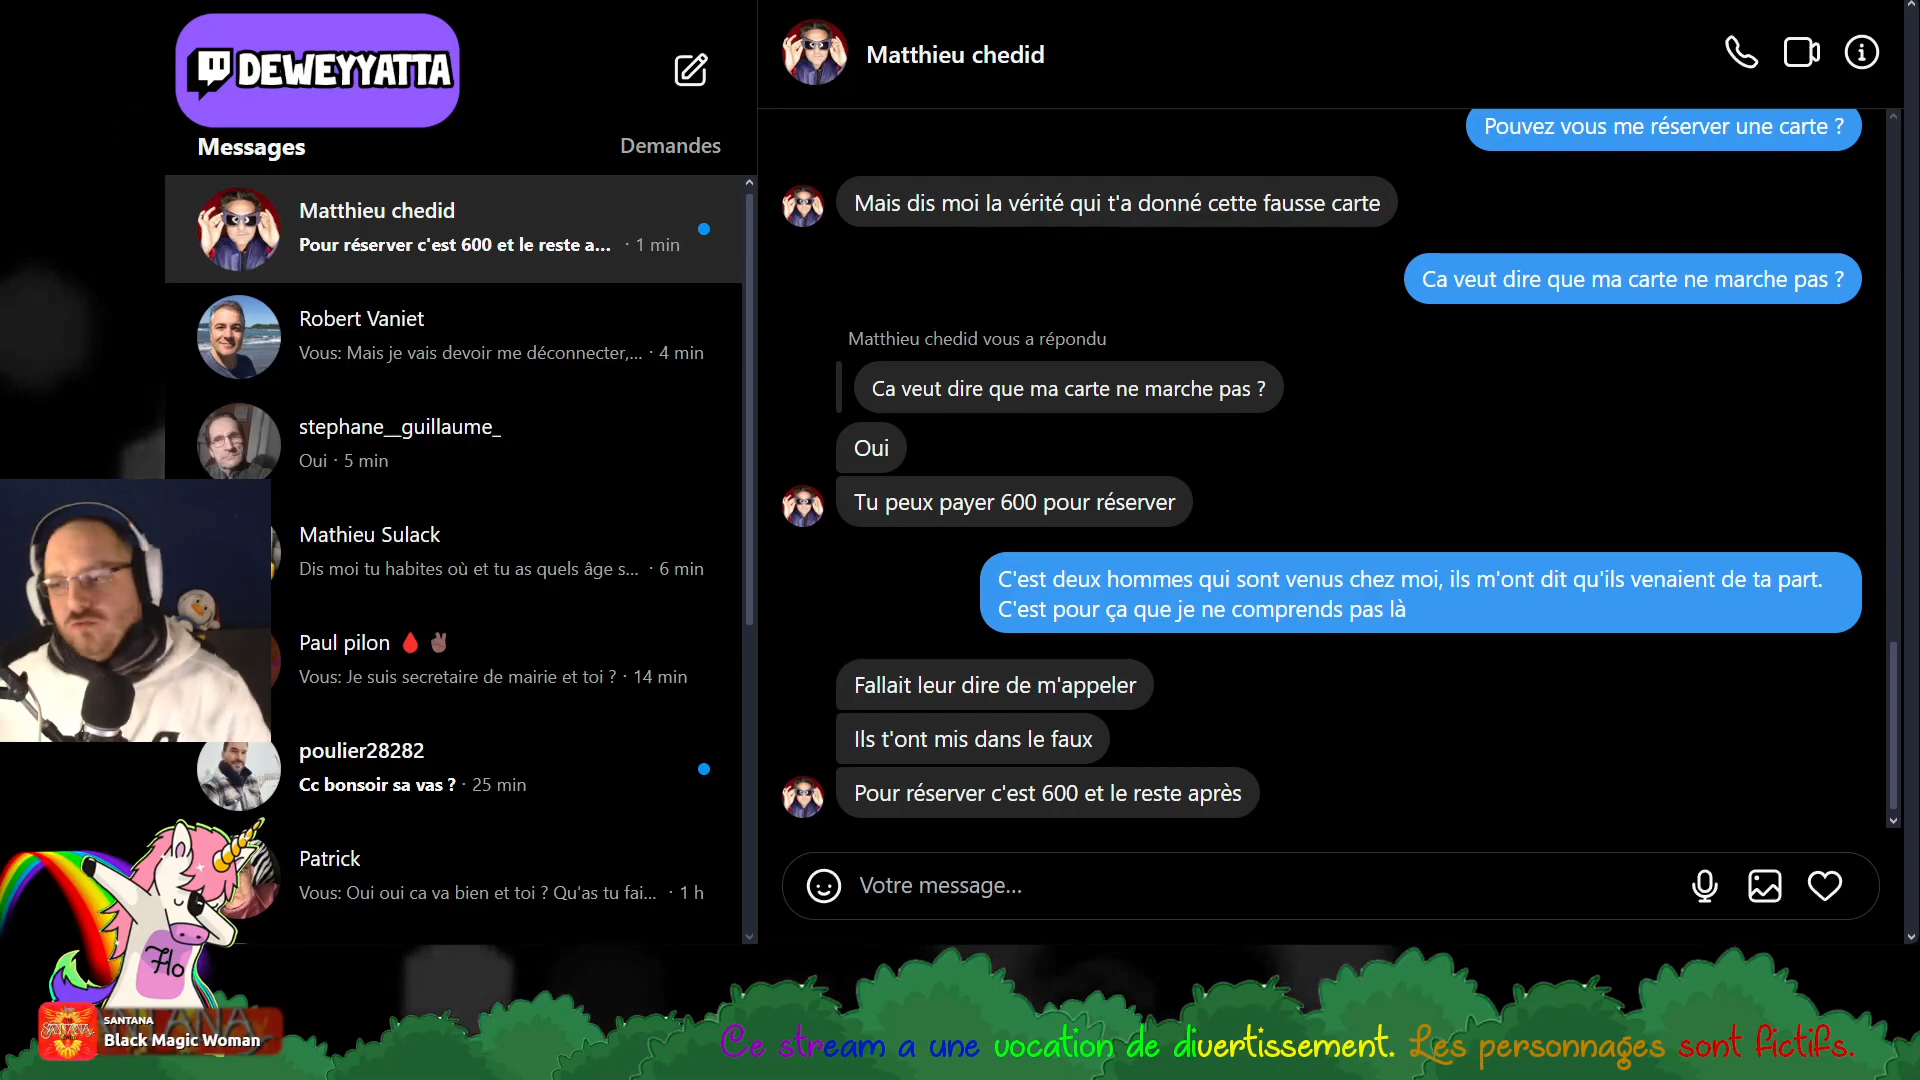 DEWEYYATTA
Messages
Demandes
Matthieu chedid
Pour réserver c'est 600 et le reste a... · 1 min
Robert Vaniet
Vous: Mais je vais devoir me déconnecter,... · 4 min
stephane__guillaume_
Oui · 5 min
Mathieu Sulack
Dis moi tu habites où et tu as quels âge s... · 6 min
Paul pilon
Vous: Je suis secretaire de mairie et toi ? · 14 min
poulier28282
Cc bonsoir sa vas ? · 25 min
Patrick
Vous: Oui oui ca va bien et toi ? Qu'as tu fai... · 1 h
Flo
SANTANA
Black Magic Woman
Matthieu chedid
Pouvez vous me réserver une carte ?
Mais dis moi la vérité qui t'a donné cette fausse carte
Ca veut dire que ma carte ne marche pas ?
Matthieu chedid vous a répondu
Ca veut dire que ma carte ne marche pas ?
Oui
Tu peux payer 600 pour réserver
C'est deux hommes qui sont venus chez moi, ils m'ont dit qu'ils venaient de ta part.
C'est pour ça que je ne comprends pas là
Fallait leur dire de m'appeler
Ils t'ont mis dans le faux
Pour réserver c'est 600 et le reste après
Votre message...
Ce stream a une vocation de divertissement. Les personnages sont fictifs.